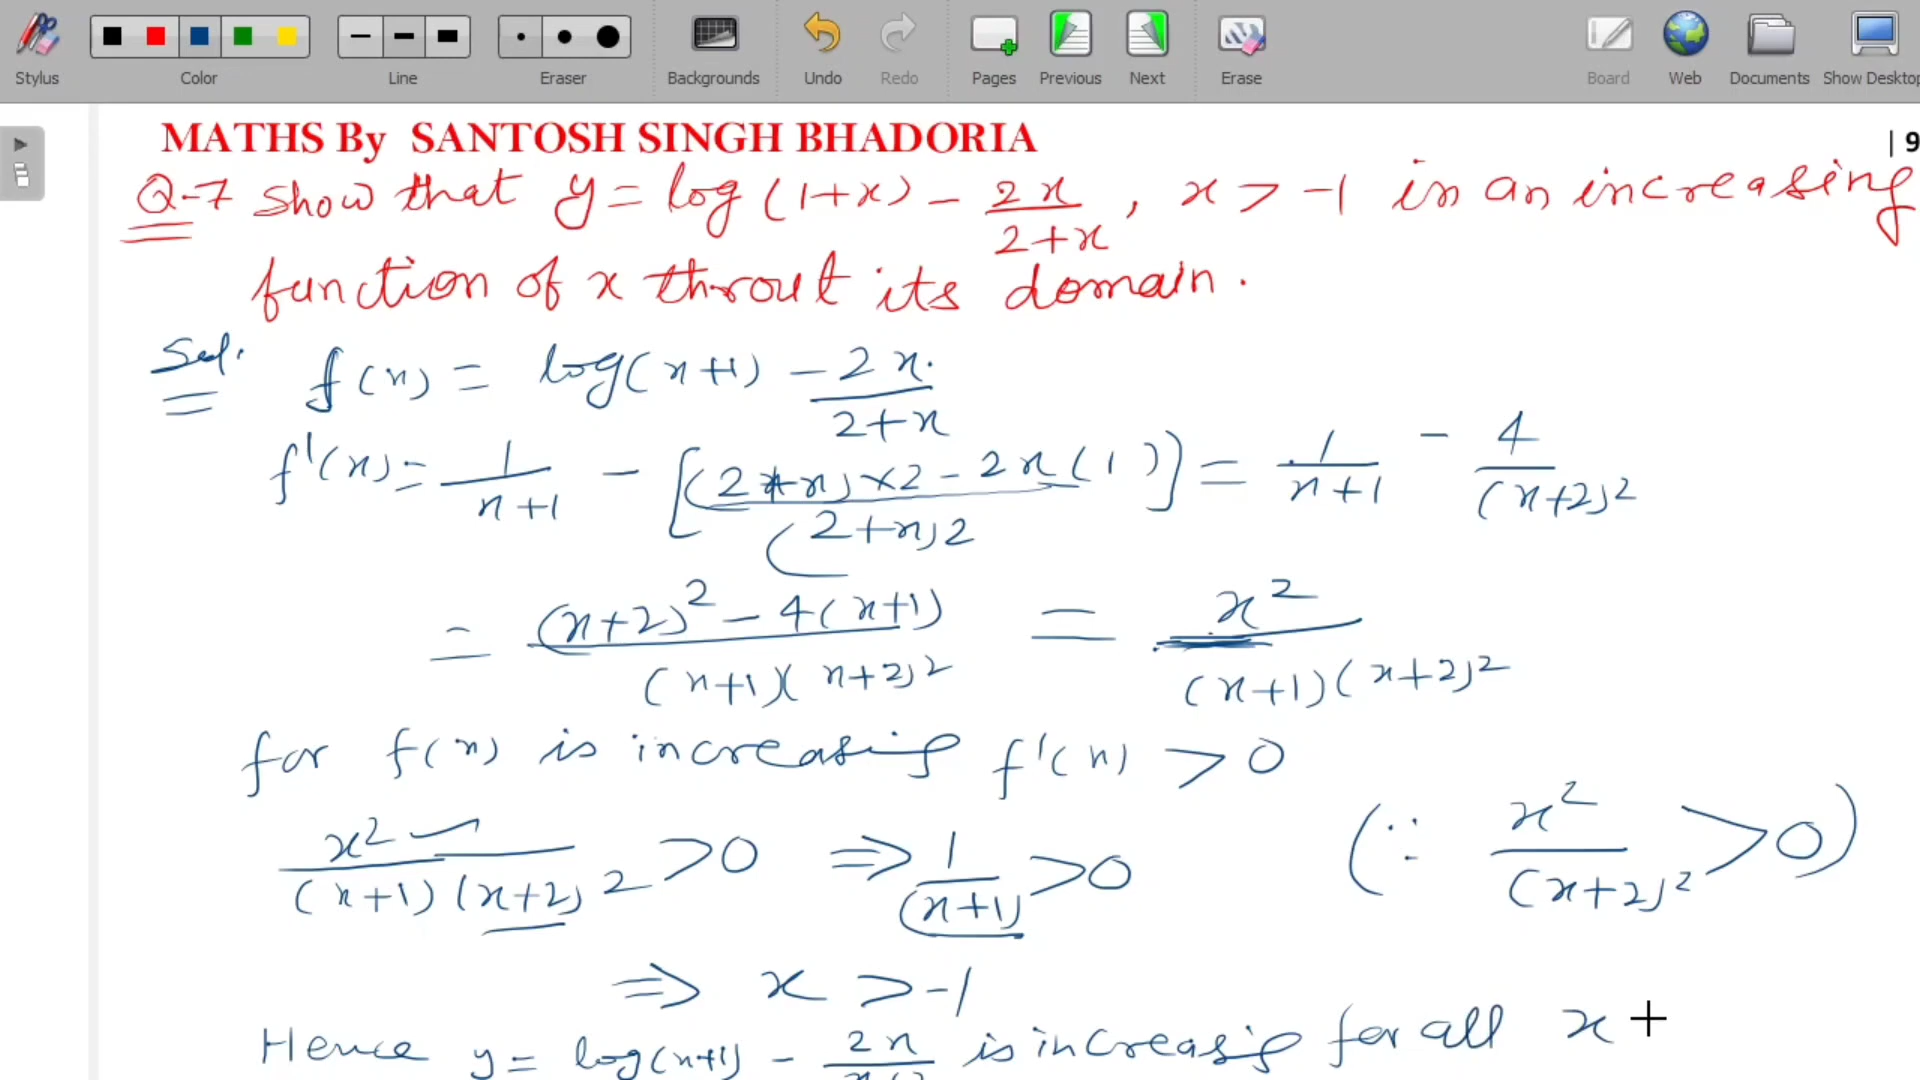 Stylus Color Line Eraser Backgrounds Undo Redo Pages Previous Next Erase Board Web Documents Show Desktop
MATHS By SANTOSH SINGH BHADORIA | 9
Q-7 Show that y = log (1+x) - 2x/(2+x), x > -1 is an increasing
function of x throut its domain.
Sol. f(x) = log(x+1) - 2x/(2+x)
f'(x) = 1/(x+1) - [((2+x)×2 - 2x(1))/(2+x)2] = 1/(x+1) - 4/(x+2)²
= ((x+2)² - 4(x+1))/((x+1)(x+2)²) = x²/((x+1)(x+2)²)
for f(x) is increasing f'(x) > 0
x²/((x+1)(x+2)2) > 0 ⇒ 1/(x+1) > 0 (∵ x²/(x+2)² > 0)
⇒ x > -1
Hence y = log(x+1) - 2x is increasing for all x